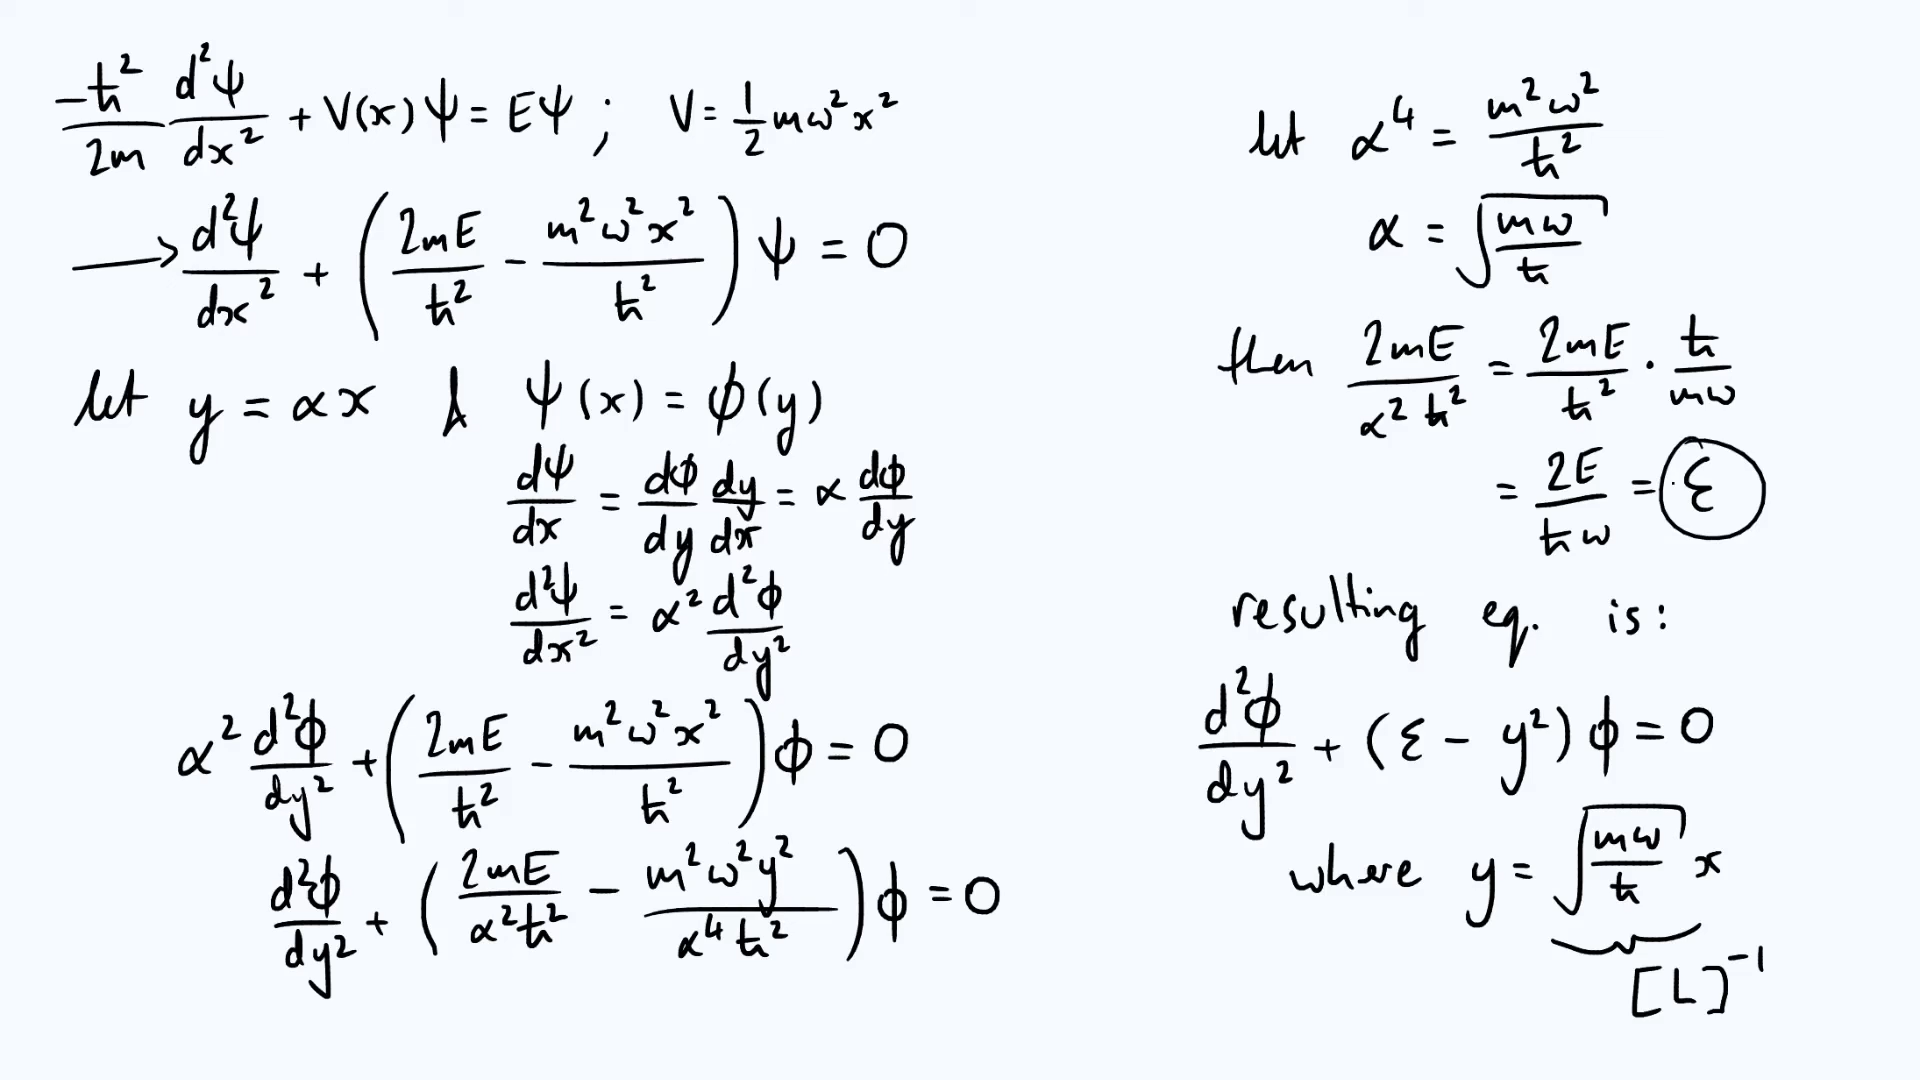 -ħ²/2m d²ψ/dx² + V(x)ψ = Eψ ; V = 1/2 mω²x²
→ d²ψ/dx² + (2mE/ħ² - m²ω²x²/ħ²) ψ = 0
let y = αx & ψ(x) = ϕ(y)
dψ/dx = dϕ/dy dy/dx = α dϕ/dy
d²ψ/dx² = α² d²ϕ/dy²
α² d²ϕ/dy² + (2mE/ħ² - m²ω²x²/ħ²) ϕ = 0
d²ϕ/dy² + (2mE/α²ħ² - m²ω²y²/α⁴ħ²) ϕ = 0
let α⁴ = m²ω²/ħ²
α = √(mω/ħ)
then 2mE/α²ħ² = 2mE/ħ² · ħ/mω
= 2E/ħω = ε
resulting eq. is:
d²ϕ/dy² + (ε - y²) ϕ = 0
where y = √(mω/ħ) x
[L]⁻¹